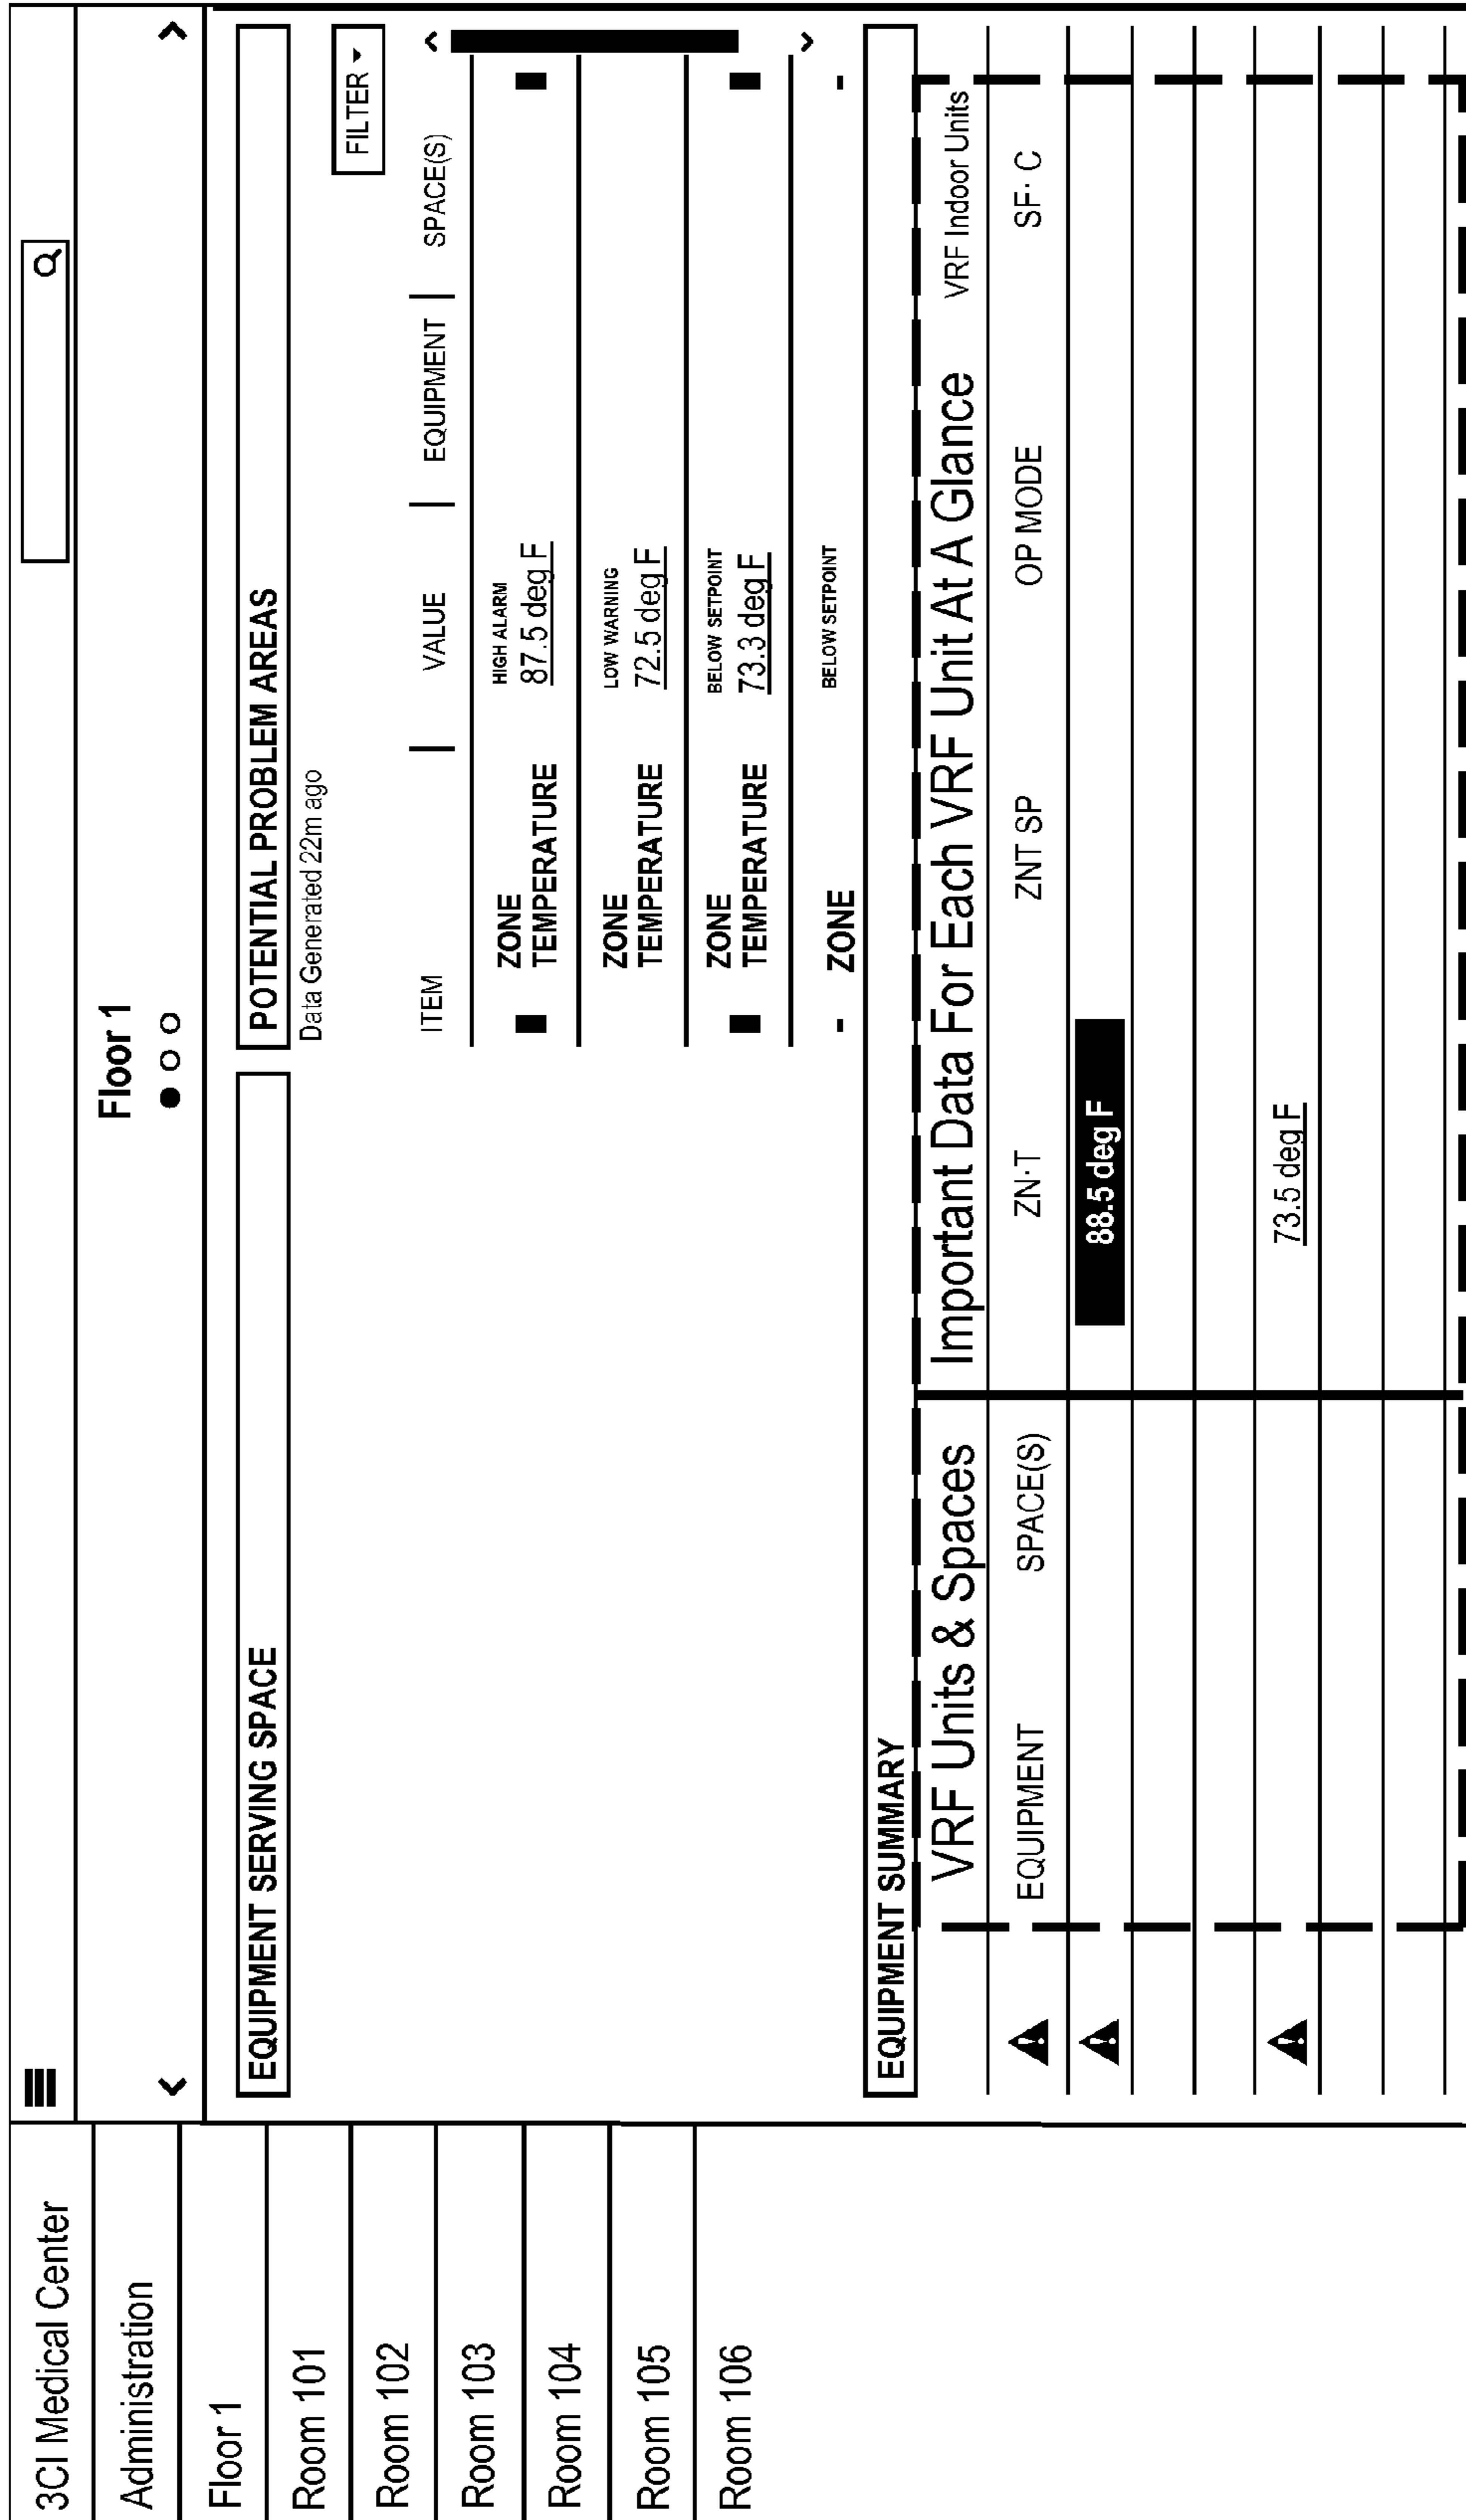 3CI Medical Center
Administration
Floor 1
Room 101
Room 102
Room 103
Room 104
Room 105
Room 106
Floor 1
EQUIPMENT SERVING SPACE
POTENTIAL PROBLEM AREAS
Data Generated 22m ago
FILTER
ITEM VALUE EQUIPMENT SPACE(S)
HIGH ALARM
ZONE TEMPERATURE 87.5 deg F
LOW WARNING
ZONE TEMPERATURE 72.5 deg F
BELOW SETPOINT
ZONE TEMPERATURE 73.3 deg F
BELOW SETPOINT
ZONE
EQUIPMENT SUMMARY
VRF Units & Spaces Important Data For Each VRF Unit At A Glance VRF Indoor Units
EQUIPMENT SPACE(S) ZN·T ZNT SP OP MODE SF· C
88.5 deg F
73.5 deg F